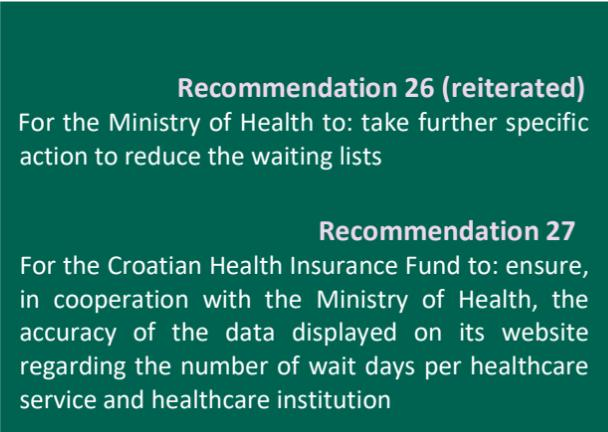 Recommendation 26 (reiterated)
For the Ministry of Health to: take further specific
action to reduce the waiting lists
Recommendation 27
For the Croatian Health Insurance Fund to: ensure,
in cooperation with the Ministry of Health, the
accuracy of the data displayed on its website
regarding the number of wait days per healthcare
service and healthcare institution